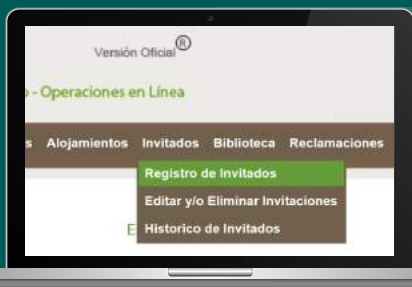 Versión Oficial®
- Operaciones en Línea
s Alojamientos Invitados Biblioteca Reclamaciones
Registro de Invitados
Editar y/o Eliminar Invitaciones
E
Historico de Invitados